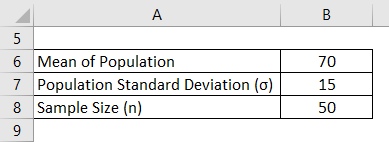 A B
5
6 Mean of Population 70
7 Population Standard Deviation (σ) 15
8 Sample Size (n) 50
9